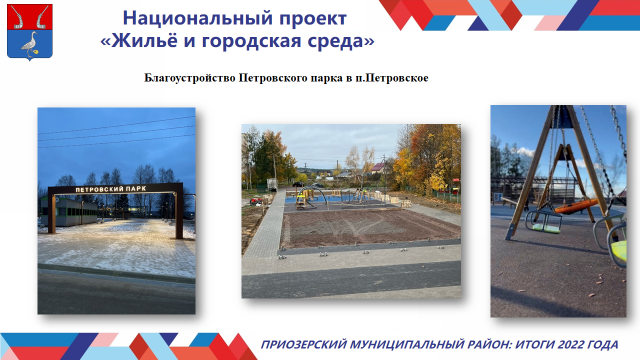 Национальный проект
«Жильё и городская среда»
Благоустройство Петровского парка в п.Петровское
ПЕТРОВСКИЙ ПАРК
ПРИОЗЕРСКИЙ МУНИЦИПАЛЬНЫЙ РАЙОН: ИТОГИ 2022 ГОДА